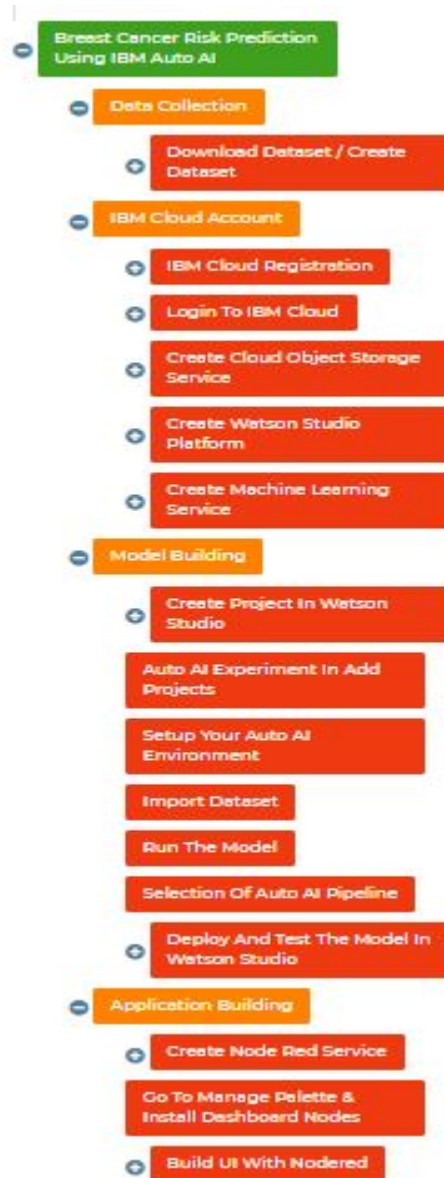 Breast Cancer Risk Prediction
Using IBM Auto AI
Data Collection
Download Dataset / Create
Dataset
IBM Cloud Account
IBM Cloud Registration
Login To IBM Cloud
Create Cloud Object Storage
Service
Create Watson Studio
Platform
Create Machine Learning
Service
Model Building
Create Project In Watson
Studio
Auto AI Experiment In Add
Projects
Setup Your Auto AI
Environment
Import Dataset
Run The Model
Selection Of Auto AI Pipeline
Deploy And Test The Model In
Watson Studio
Application Building
Create Node Red Service
Go To Manage Palette &
Install Dashboard Nodes
Build UI With Nodered